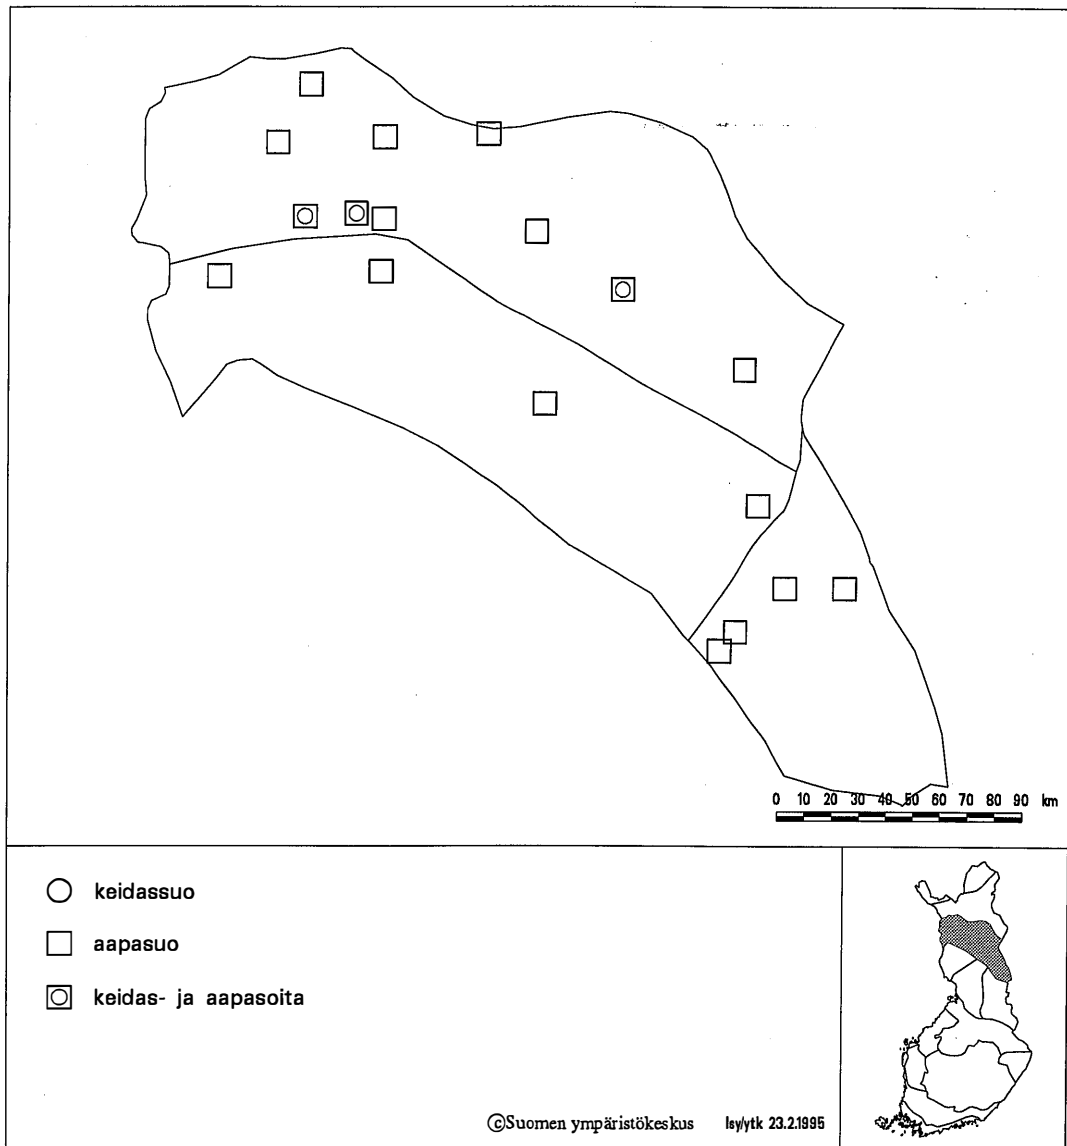 0 10 20 30 40 50 60 70 80 90 km
keidassuo
aapasuo
keidas- ja aapasoita
©Suomen ympäristökeskus lsy/ytk 23.2.1995